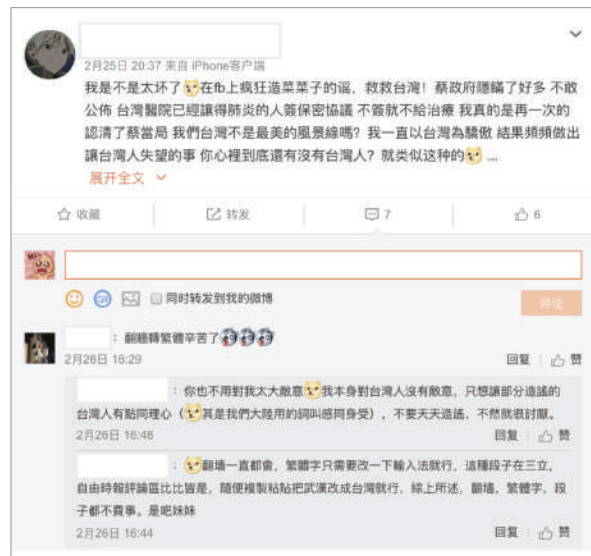 2月25日 20:37 来自 iPhone客户端
我是不是太坏了在fb上疯狂造菜菜子的谣，救救台灣！蔡政府隱瞞了好多 不敢
公佈 台灣醫院已經讓得肺炎的人簽保密協議 不簽就不給治療 我真的是再一次的
認清了蔡當局 我們台灣不是最美的風景線嗎？我一直以台灣為驕傲 結果頻頻做出
讓台灣人失望的事 你心裡到底還有沒有台灣人？就类似这种的 ...
展开全文
收藏 转发 7 6
同时转发到我的微博 评论
：翻牆轉繁體辛苦了
2月26日 16:29 回复 赞
：你也不用對我太大敵意我本身對台灣人沒有敵意，只想讓部分造謠的
台灣人有點同理心（其是我們大陸用的詞叫感同身受），不要天天造謠，不然就很討厭。
2月26日 16:48 回复 赞
：翻墙一直都會，繁體字只需要改一下輸入法就行，這種段子在三立，
自由時報評論區比比皆是，隨便複製粘貼把武漢改成台灣就行，綜上所述，翻墙，繁體字，段
子都不費事。是吧妹妹
2月26日 16:44 回复 赞